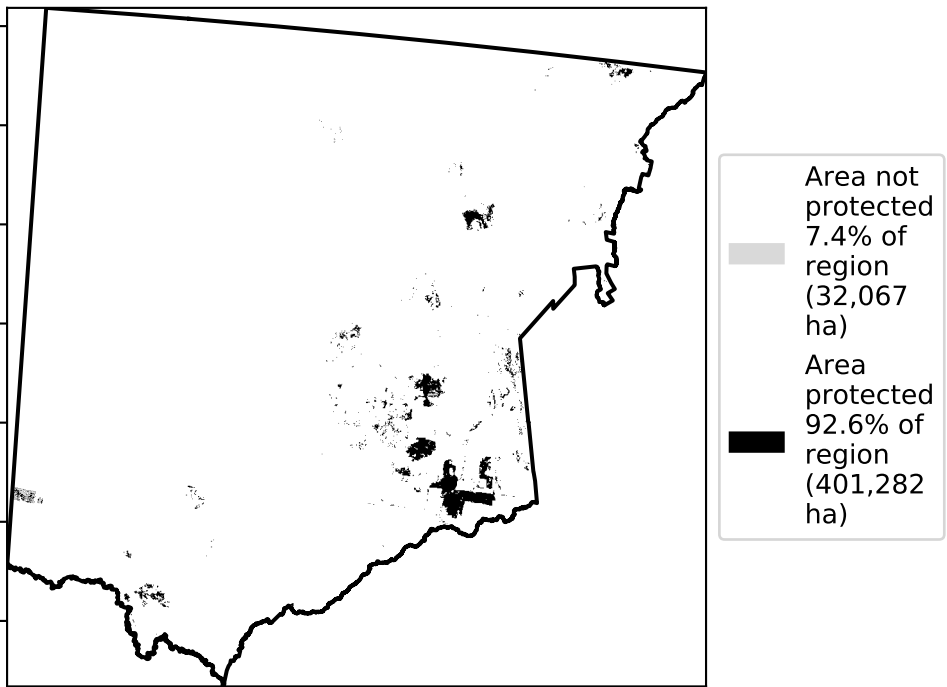 Area not
protected
7.4% of
region
(32,067
ha)
Area
protected
92.6% of
region
(401,282
ha)